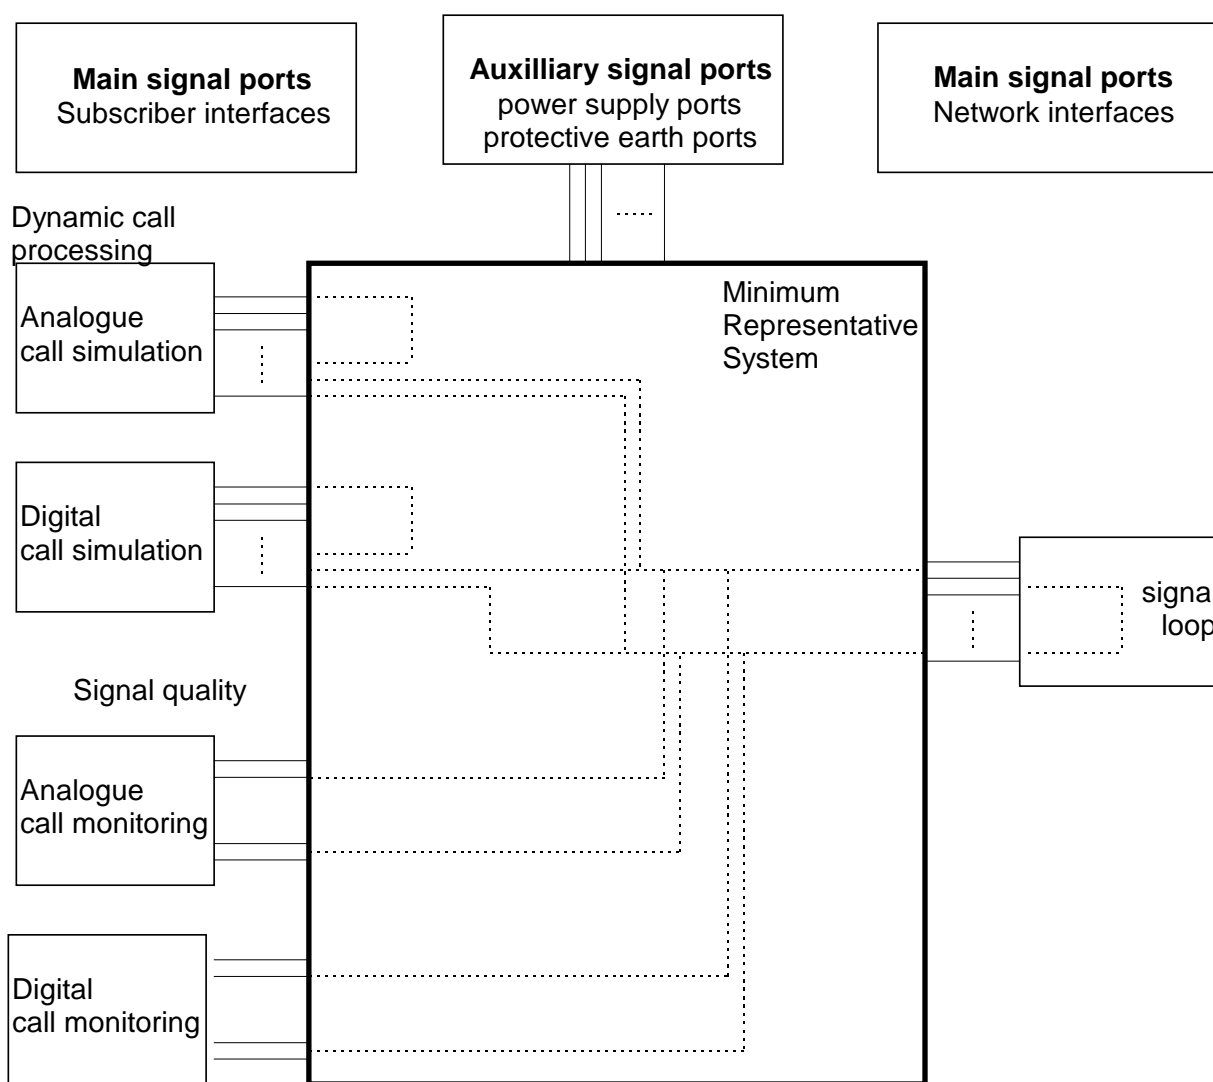 Main signal ports
Subscriber interfaces
Auxilliary signal ports
power supply ports
protective earth ports
Main signal ports
Network interfaces
Dynamic call
processing
Analogue
call simulation
Minimum
Representative
System
Digital
call simulation
signal
loop
Signal quality
Analogue
call monitoring
Digital
call monitoring